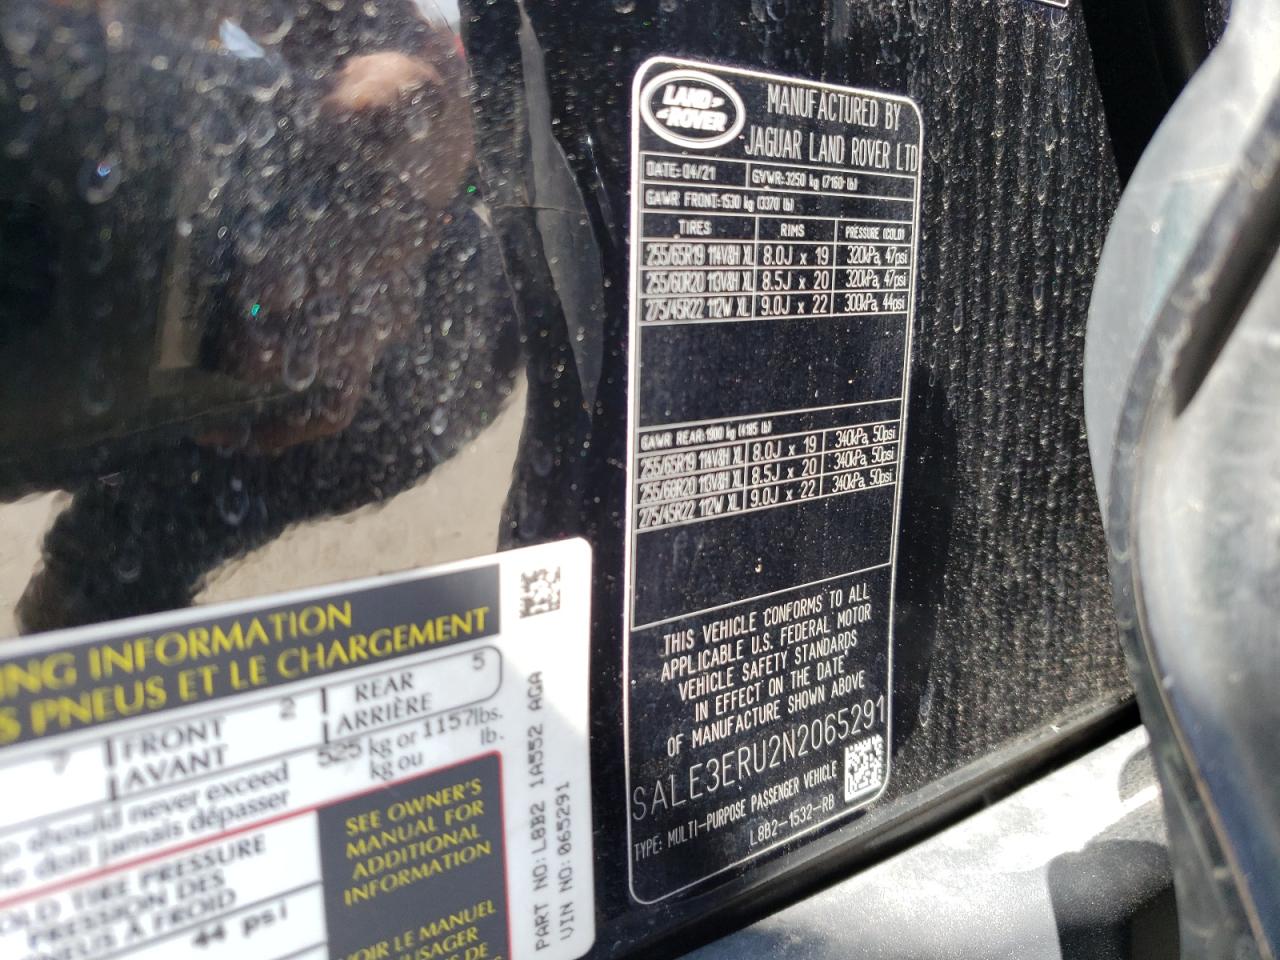 LAND ROVER
MANUFACTURED BY
JAGUAR LAND ROVER LTD
DATE:04/21 GVWR:3250 kg (7160 lb)
GAWR FRONT:1530 kg (3370 lb)
TIRES RIMS PRESSURE (COLD)
255/65R19 114V&H XL 8.0J x 19 320kPa, 47psi
255/60R20 113V&H XL 8.5J x 20 320kPa, 47psi
275/45R22 112W XL 9.0J x 22 300kPa, 44psi
GAWR REAR:1900 kg (4185 lb)
255/65R19 114V&H XL 8.0J x 19 340kPa, 50psi
255/60R20 113V&H XL 8.5J x 20 340kPa, 50psi
275/45R22 112W XL 9.0J x 22 340kPa, 50psi
THIS VEHICLE CONFORMS TO ALL
APPLICABLE U.S. FEDERAL MOTOR
VEHICLE SAFETY STANDARDS
IN EFFECT ON THE DATE
OF MANUFACTURE SHOWN ABOVE
SALE3ERU2N2065291
TYPE: MULTI-PURPOSE PASSENGER VEHICLE
L8B2-1532-RB
ING INFORMATION
S PNEUS ET LE CHARGEMENT
7 FRONT 2 REAR 5
AVANT ARRIÈRE
should never exceed 525 kg or 1157lbs.
doit jamais dépasser kg ou lb.
OLD TIRE PRESSURE
PRESSION DES
PNEUS À FROID
44 psi
SEE OWNER'S
MANUAL FOR
ADDITIONAL
INFORMATION
VOIR LE MANUEL
USAGER
DE
PART NO: L8B2 1A552 AGA
VIN NO: 065291